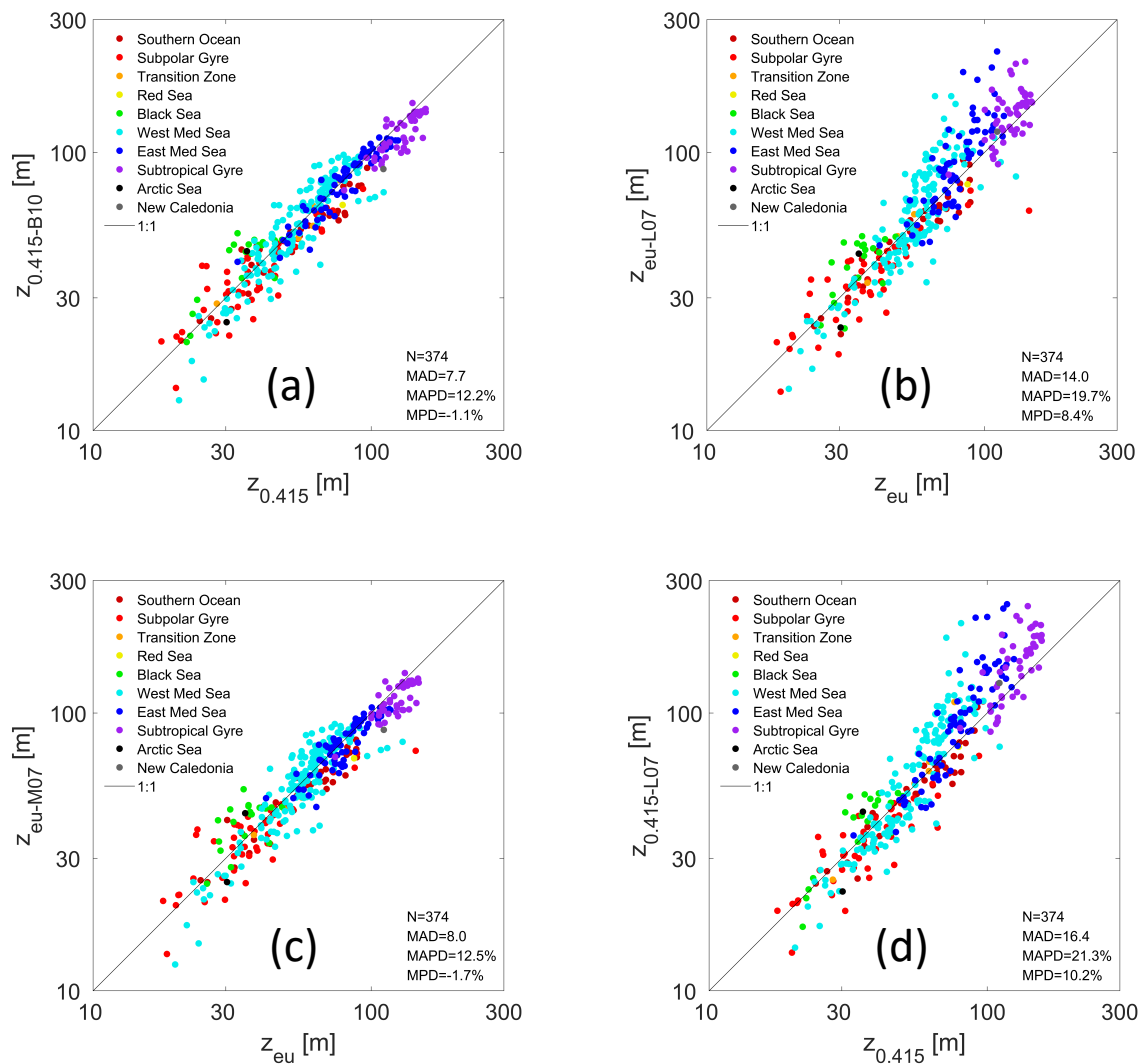 300
100
30
10
z0.415-B10 [m]
Southern Ocean
Subpolar Gyre
Transition Zone
Red Sea
Black Sea
West Med Sea
East Med Sea
Subtropical Gyre
Arctic Sea
New Caledonia
1:1
(a)
N=374
MAD=7.7
MAPD=12.2%
MPD=-1.1%
10 30 100 300
z0.415 [m]
300
100
30
10
zeu-L07 [m]
Southern Ocean
Subpolar Gyre
Transition Zone
Red Sea
Black Sea
West Med Sea
East Med Sea
Subtropical Gyre
Arctic Sea
New Caledonia
1:1
(b)
N=374
MAD=14.0
MAPD=19.7%
MPD=8.4%
10 30 100 300
zeu [m]
300
100
30
10
zeu-M07 [m]
Southern Ocean
Subpolar Gyre
Transition Zone
Red Sea
Black Sea
West Med Sea
East Med Sea
Subtropical Gyre
Arctic Sea
New Caledonia
1:1
(c)
N=374
MAD=8.0
MAPD=12.5%
MPD=-1.7%
10 30 100 300
zeu [m]
300
100
30
10
z0.415-L07 [m]
Southern Ocean
Subpolar Gyre
Transition Zone
Red Sea
Black Sea
West Med Sea
East Med Sea
Subtropical Gyre
Arctic Sea
New Caledonia
1:1
(d)
N=374
MAD=16.4
MAPD=21.3%
MPD=10.2%
10 30 100 300
z0.415 [m]